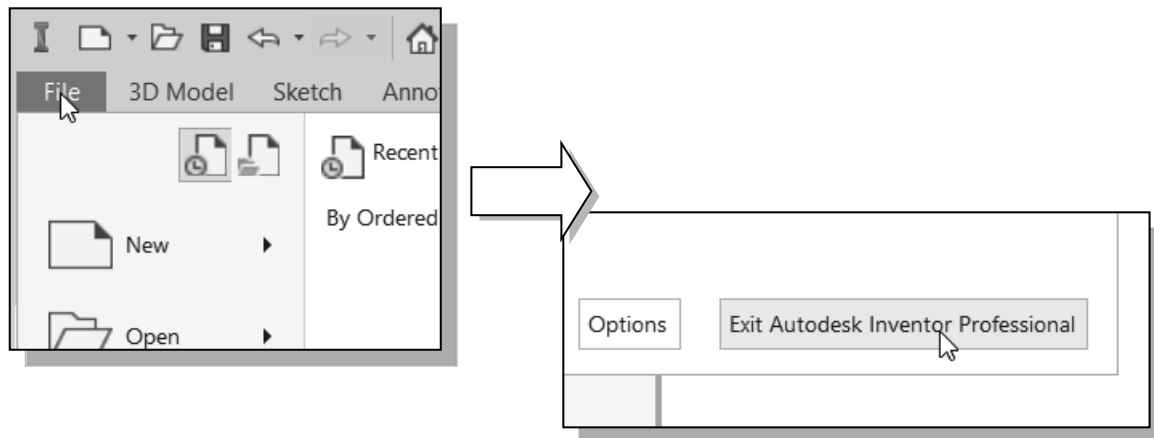 File 3D Model Sketch Anno
Recent
By Ordered
New
Open
Options Exit Autodesk Inventor Professional